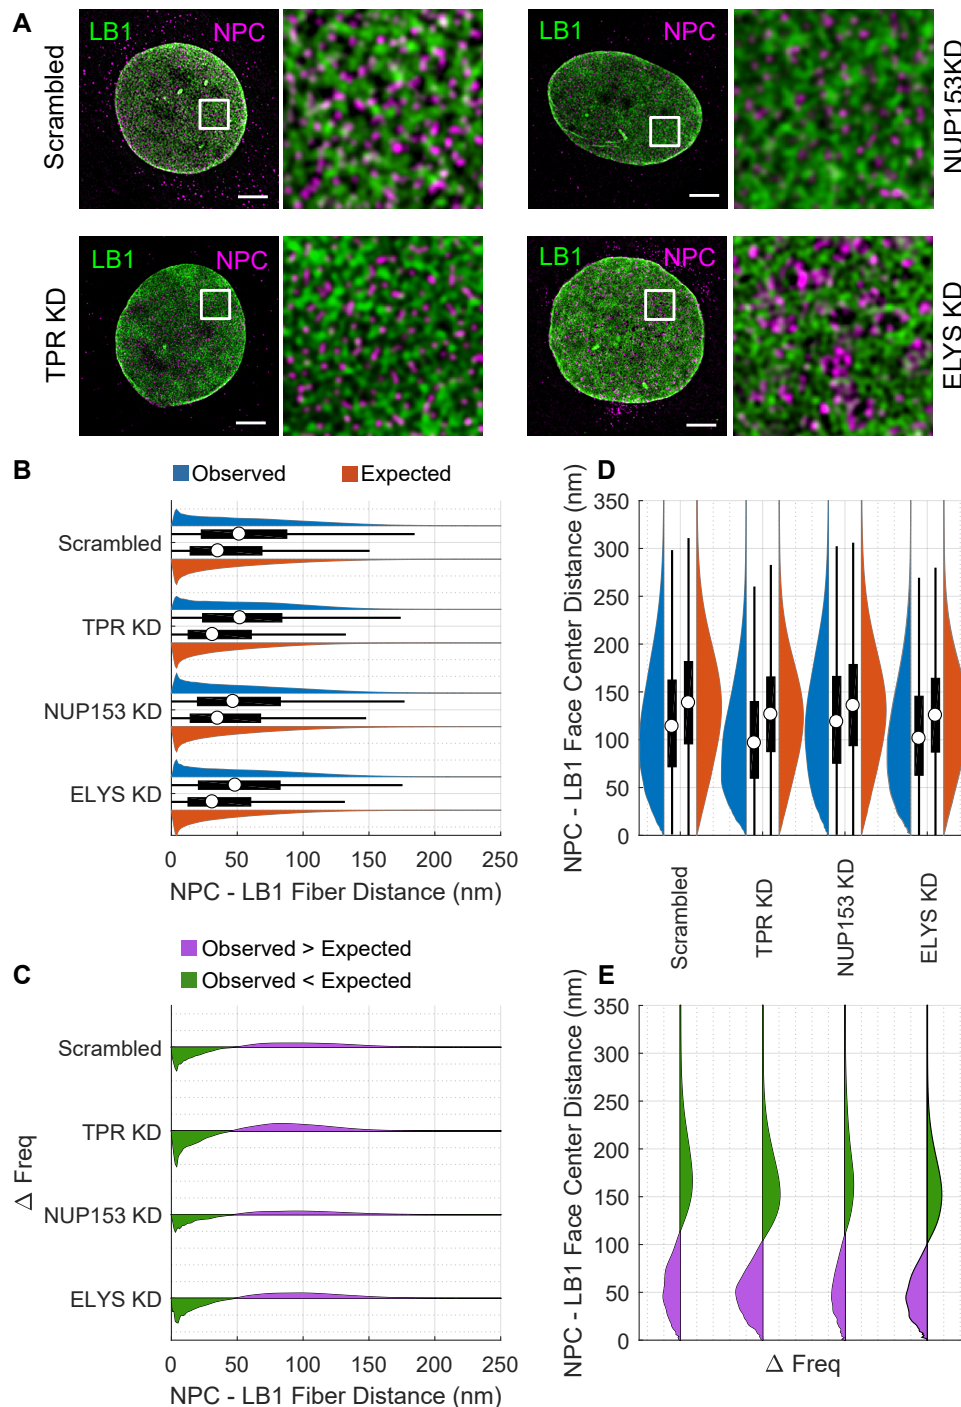 A
Scrambled
LB1 NPC
NUP153KD
TPR KD
LB1 NPC
LB1 NPC
ELYS KD
B
Observed Expected
Scrambled
TPR KD
NUP153 KD
ELYS KD
0 50 100 150 200 250
NPC - LB1 Fiber Distance (nm)
D
NPC - LB1 Face Center Distance (nm)
350
300
250
200
150
100
50
0
Scrambled
TPR KD
NUP153 KD
ELYS KD
C
Observed > Expected
Observed < Expected
Δ Freq
Scrambled
TPR KD
NUP153 KD
ELYS KD
0 50 100 150 200 250
NPC - LB1 Fiber Distance (nm)
E
NPC - LB1 Face Center Distance (nm)
350
300
250
200
150
100
50
0
Δ Freq